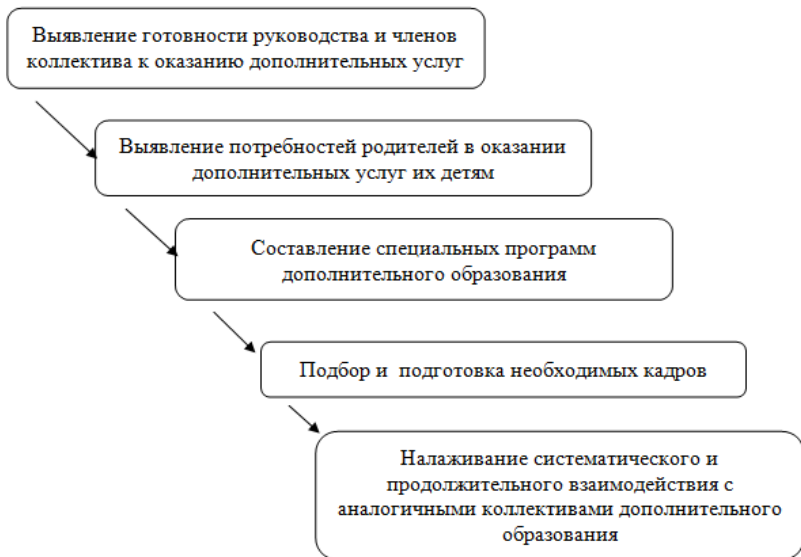 Выявление готовности руководства и членов
коллектива к оказанию дополнительных услуг
Выявление потребностей родителей в оказании
дополнительных услуг их детям
Составление специальных программ
дополнительного образования
Подбор и подготовка необходимых кадров
Налаживание систематического и
продолжительного взаимодействия с
аналогичными коллективами дополнительного
образования